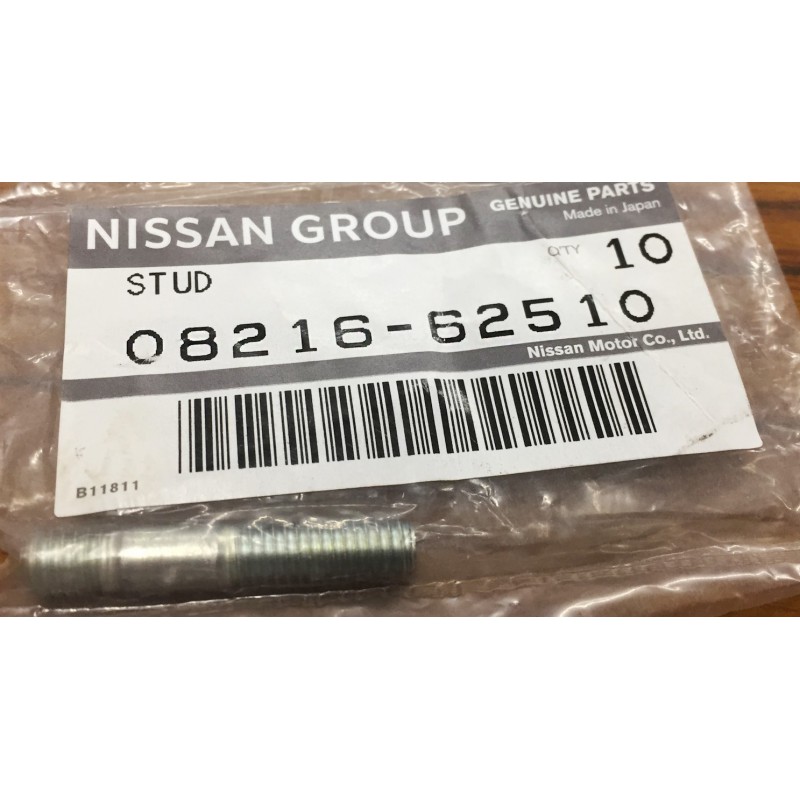 NISSAN GROUP
GENUINE PARTS
Made in Japan
STUD
QTY 10
08216-62510
Nissan Motor Co., Ltd.
B11811